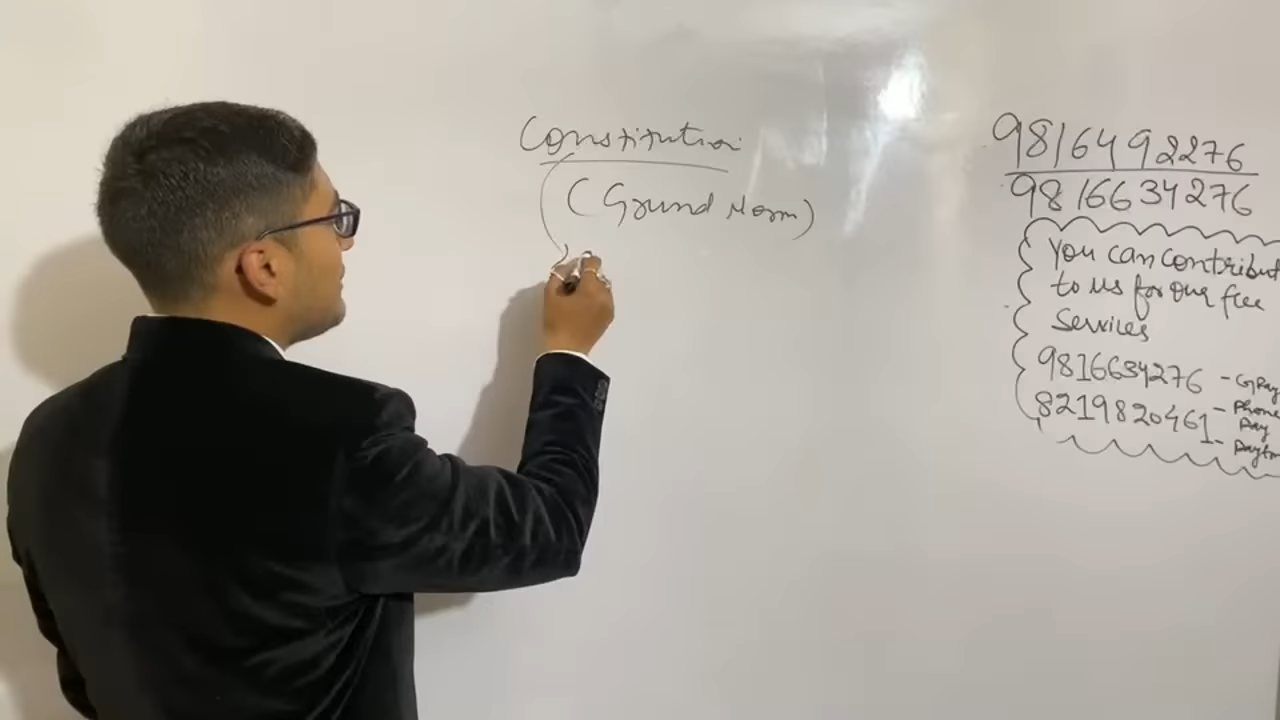 Constitution
(Grund Norm)
9816492276
9816634276
You can contribut
to us for our free
Services
9816634276 - G Pay
8219820461 - Phone
Pay
- Paytm